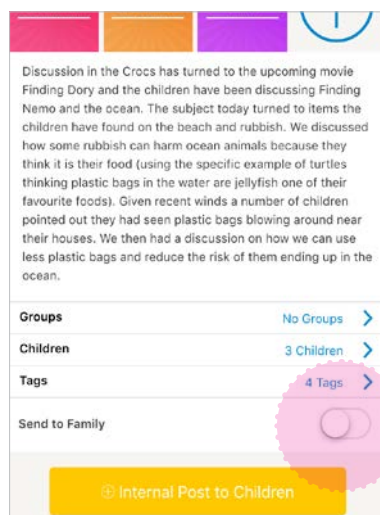 Discussion in the Crocs has turned to the upcoming movie
Finding Dory and the children have been discussing Finding
Nemo and the ocean. The subject today turned to items the
children have found on the beach and rubbish. We discussed
how some rubbish can harm ocean animals because they
think it is their food (using the specific example of turtles
thinking plastic bags in the water are jellyfish one of their
favourite foods). Given recent winds a number of children
pointed out they had seen plastic bags blowing around near
their houses. We then had a discussion on how we can use
less plastic bags and reduce the risk of them ending up in the
ocean.
Groups No Groups
Children 3 Children
Tags 4 Tags
Send to Family
Internal Post to Children